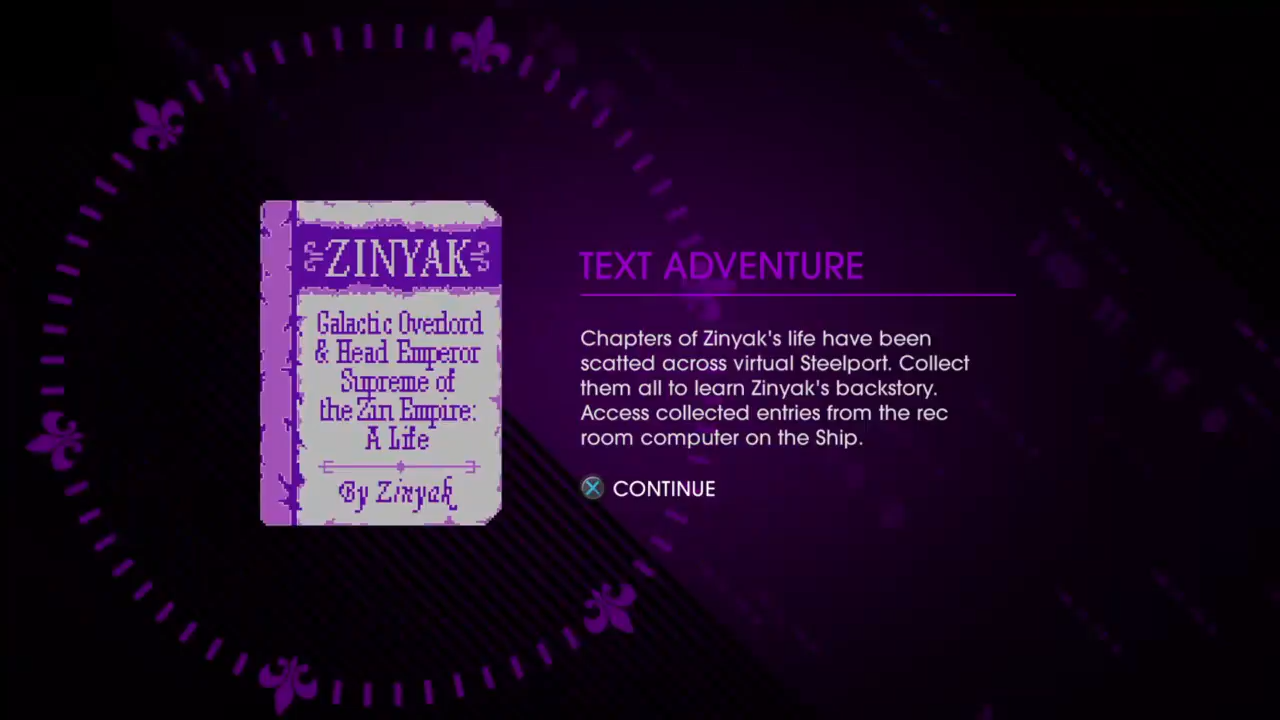 ZINYAK
Galactic Overlord
& Head Emperor
Supreme of
the Zin Empire:
A Life
By Zinyak
TEXT ADVENTURE
Chapters of Zinyak's life have been
scatted across virtual Steelport. Collect
them all to learn Zinyak's backstory.
Access collected entries from the rec
room computer on the Ship.
CONTINUE